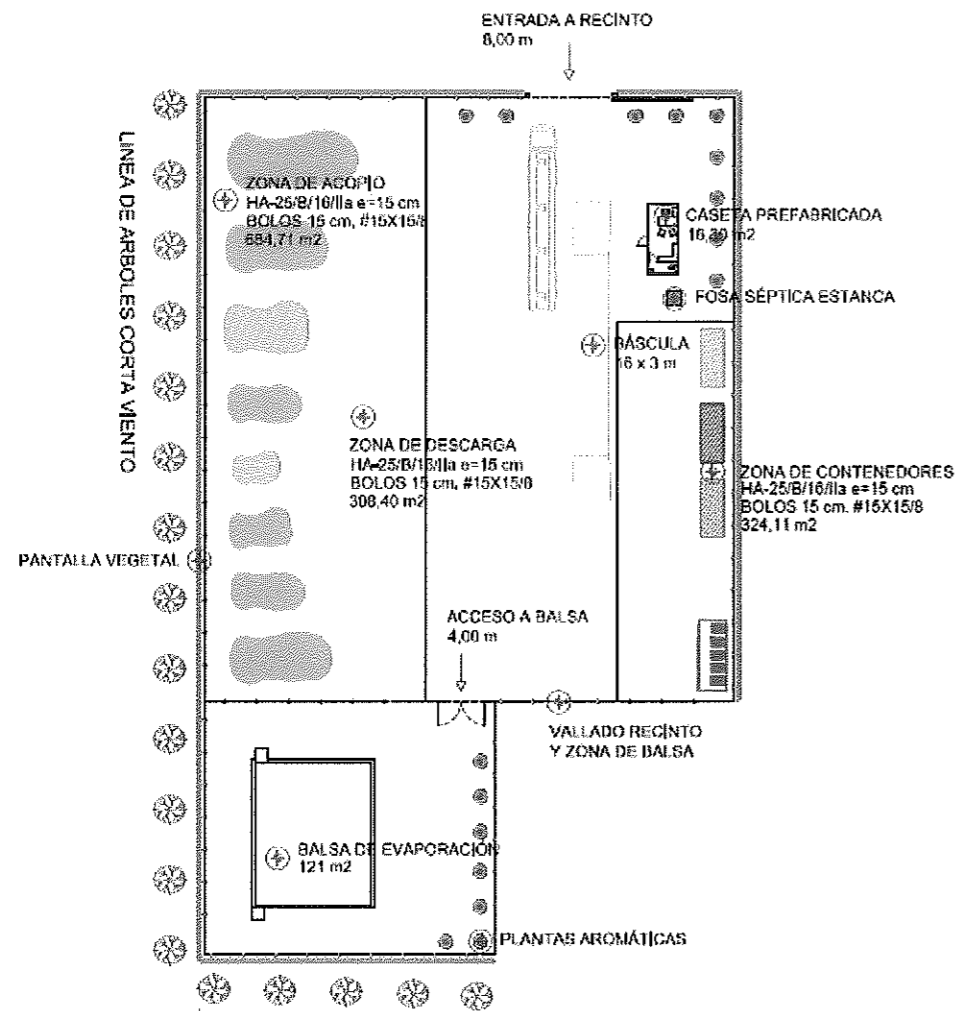 ENTRADA A RECINTO
8,00 m
LINEA DE ARBOLES CORTA VIENTO
ZONA DE ACOPIO
HA-25/B/16/IIa e=15 cm
BOLOS 15 cm, #15X15/8
684,71 m2
CASETA PREFABRICADA
16,30 m2
FOSA SÉPTICA ESTANCA
BÁSCULA
16 x 3 m
ZONA DE DESCARGA
HA-25/B/16/IIa e=15 cm
BOLOS 15 cm. #15X15/8
308,40 m2
ZONA DE CONTENEDORES
HA-25/B/16/IIa e=15 cm
BOLOS 15 cm. #15X15/8
324,11 m2
PANTALLA VEGETAL
ACCESO A BALSA
4,00 m
VALLADO RECINTO
Y ZONA DE BALSA
BALSA DE EVAPORACIÓN
121 m2
PLANTAS AROMÁTICAS